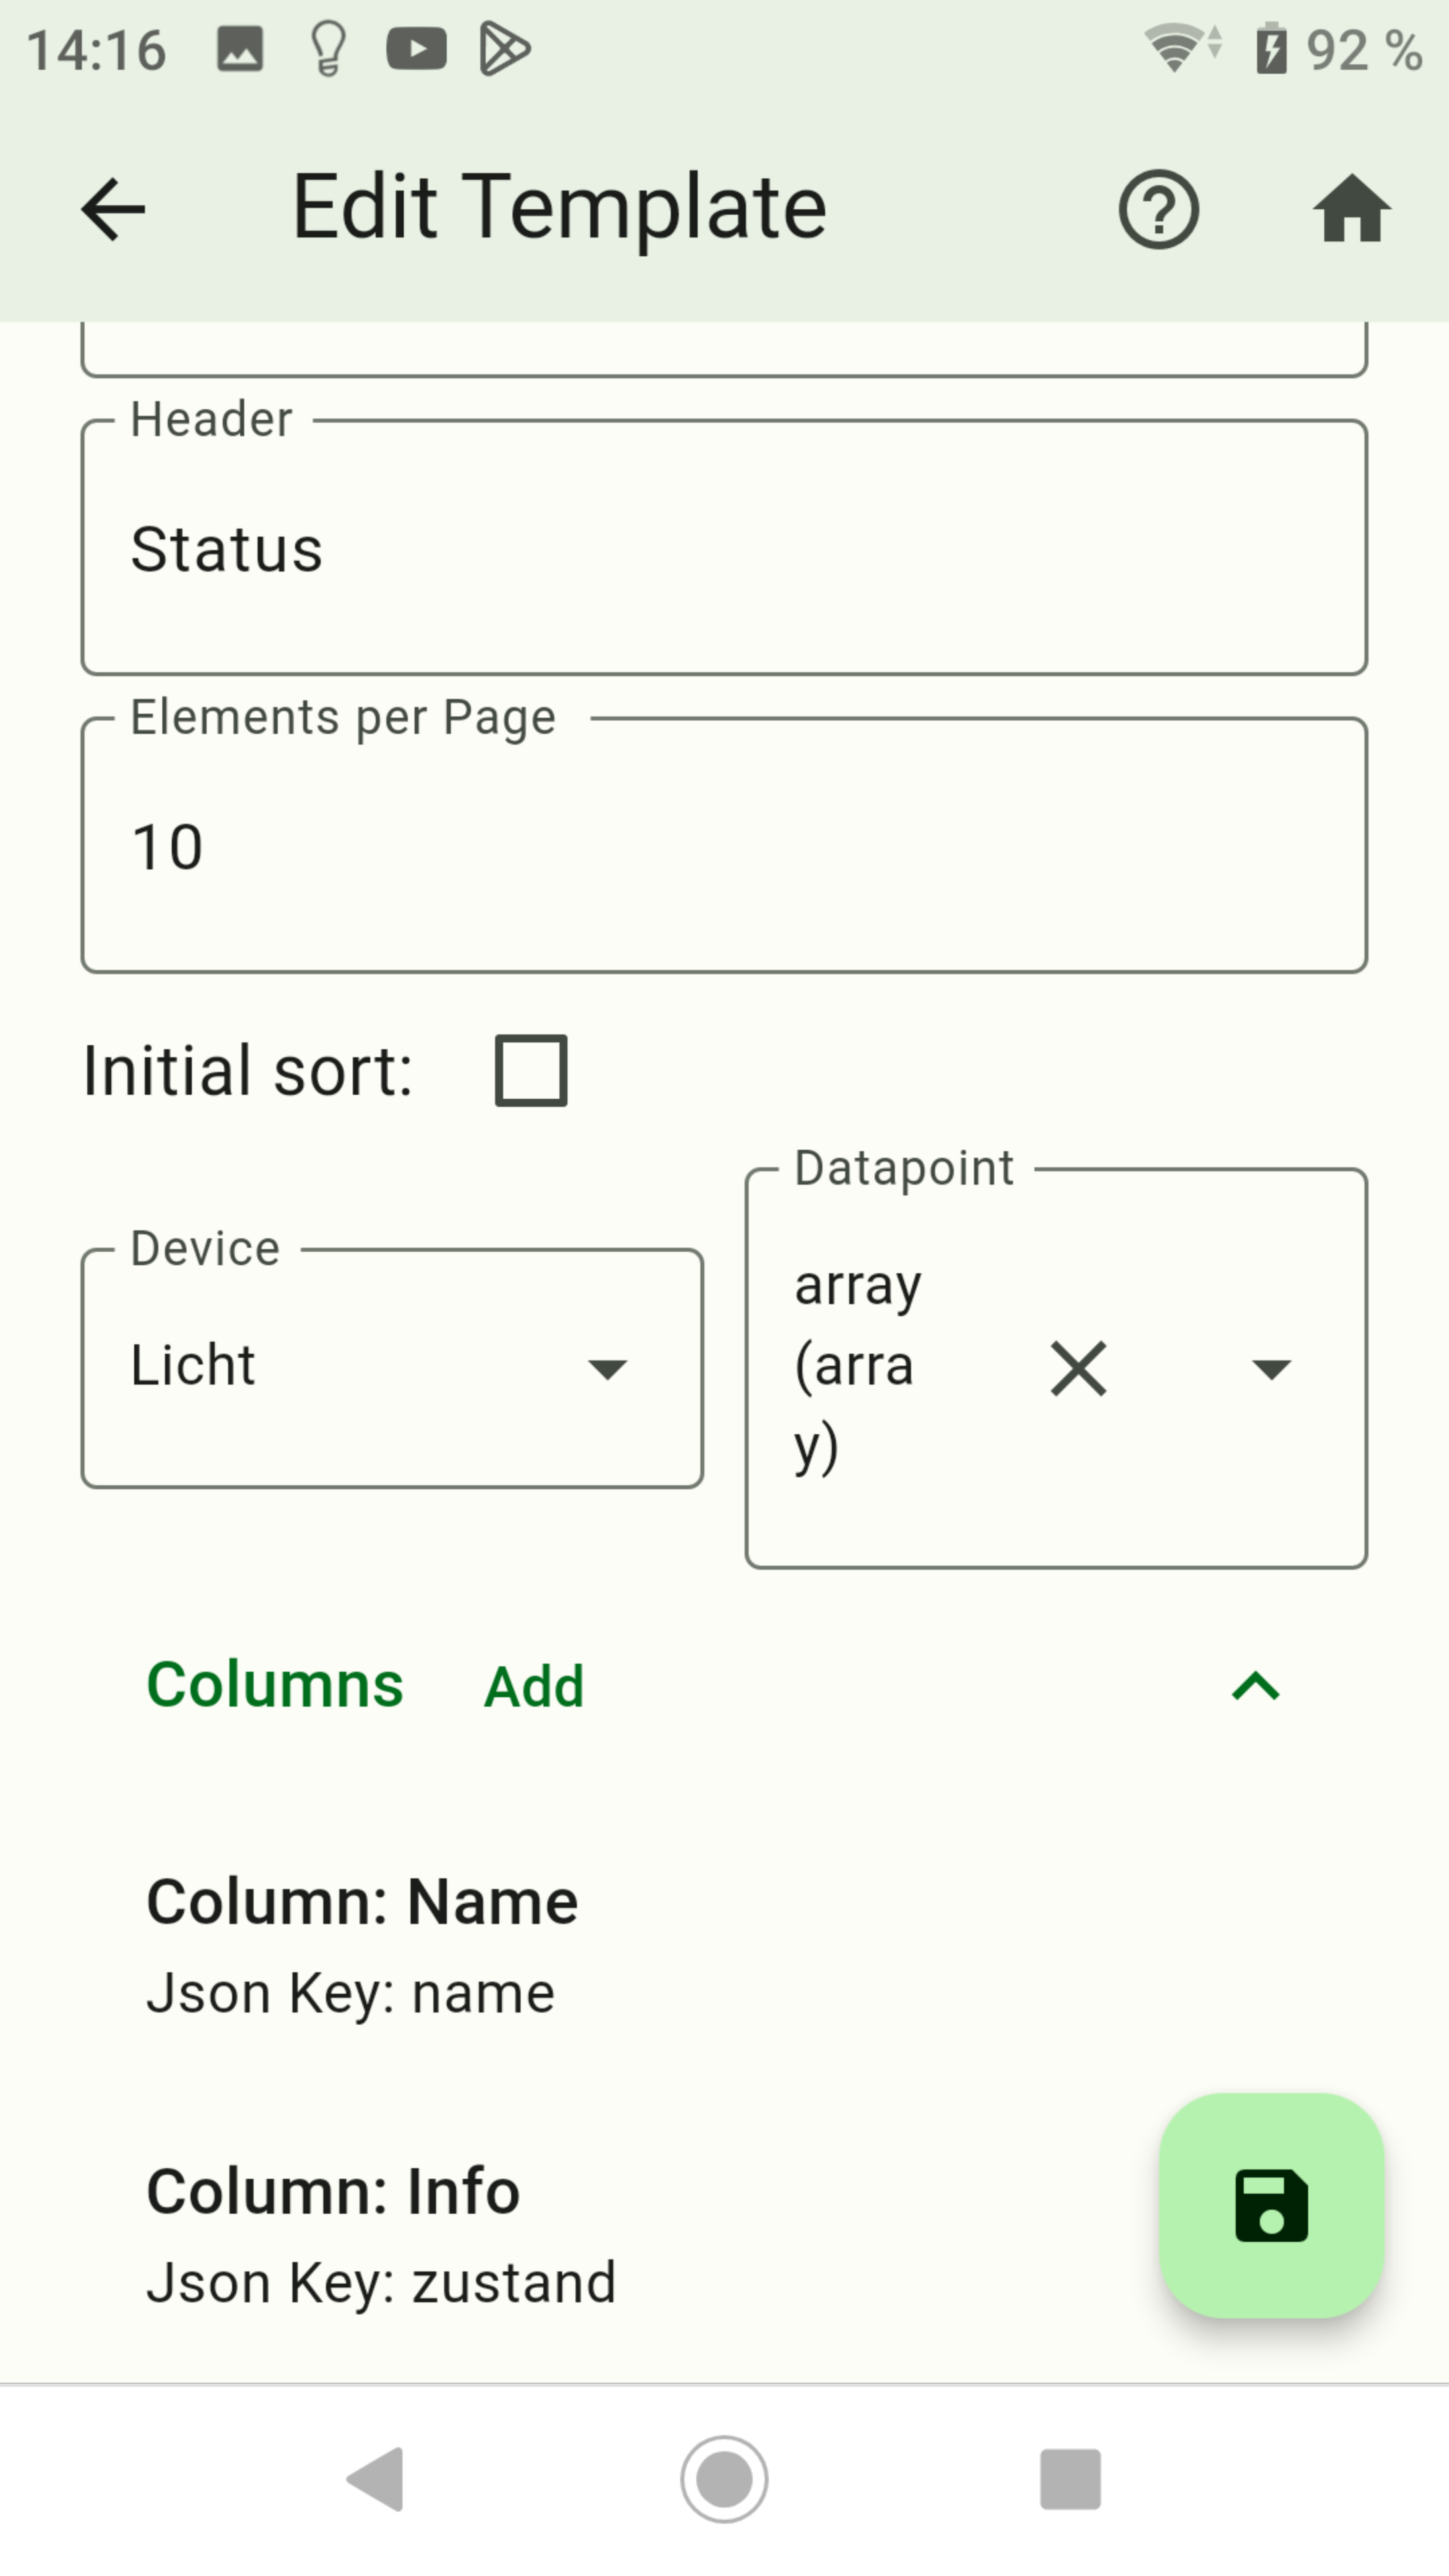 14:16 92 %
Edit Template
Header
Status
Elements per Page
10
Initial sort:
Device
Licht
Datapoint
array
(arra
y)
Columns Add
Column: Name
Json Key: name
Column: Info
Json Key: zustand